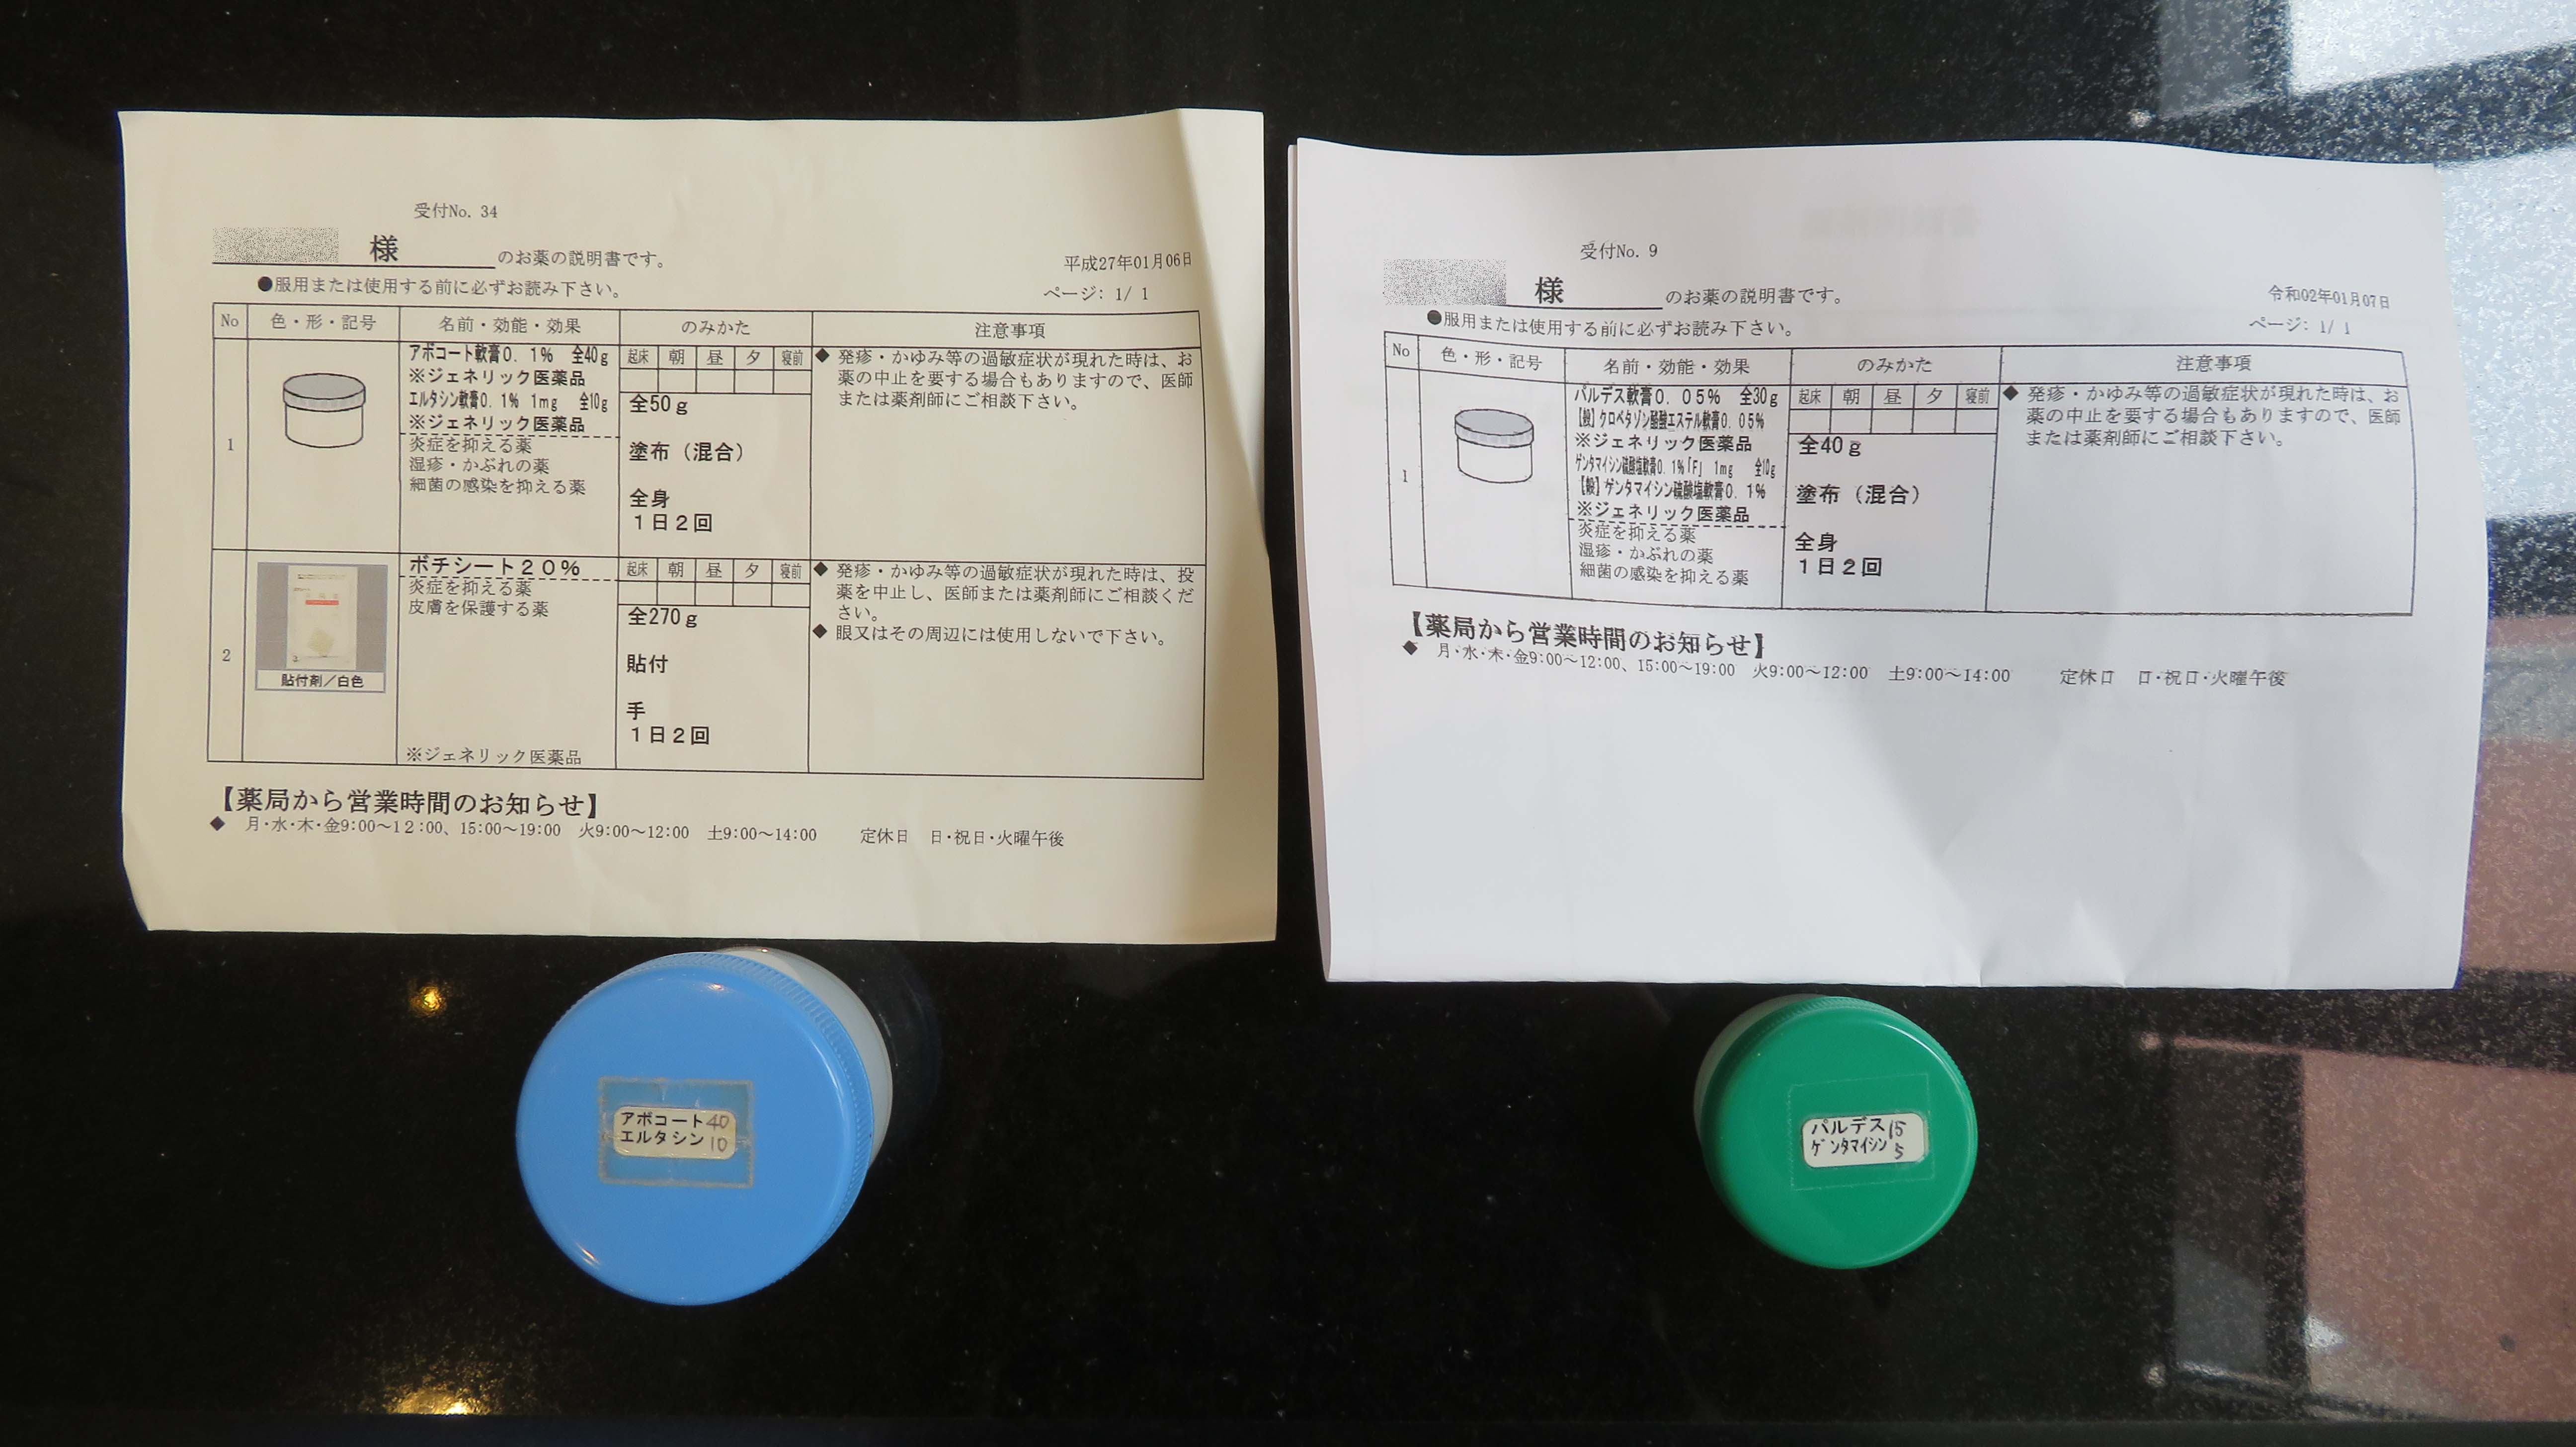 受付No. 34
様 のお薬の説明書です。
平成27年01月06日
●服用または使用する前に必ずお読み下さい。
ページ: 1/ 1
No 色・形・記号 名前・効能・効果 のみかた 注意事項
1
アボコート軟膏0.1% 全40g
※ジェネリック医薬品
エルタシン軟膏0.1% 1mg 全10g
※ジェネリック医薬品
炎症を抑える薬
湿疹・かぶれの薬
細菌の感染を抑える薬
起床 朝 昼 夕 寝前
全50g
塗布（混合）
全身
1日2回
◆ 発疹・かゆみ等の過敏症状が現れた時は、お
薬の中止を要する場合もありますので、医師
または薬剤師にご相談下さい。
2
貼付剤／白色
ボチシート20%
炎症を抑える薬
皮膚を保護する薬
※ジェネリック医薬品
起床 朝 昼 夕 寝前
全270g
貼付
手
1日2回
◆ 発疹・かゆみ等の過敏症状が現れた時は、投
薬を中止し、医師または薬剤師にご相談くだ
さい。
◆ 眼又はその周辺には使用しないで下さい。
【薬局から営業時間のお知らせ】
◆ 月・水・木・金9:00～12:00、15:00～19:00 火9:00～12:00 土9:00～14:00 定休日 日・祝日・火曜午後
受付No. 9
様 のお薬の説明書です。
令和02年01月07日
●服用または使用する前に必ずお読み下さい。
ページ: 1/ 1
No 色・形・記号 名前・効能・効果 のみかた 注意事項
1
パルデス軟膏0.05% 全30g
【般】クロベタゾン酪酸エステル軟膏0.05%
※ジェネリック医薬品
ゲンタマイシン硫酸塩軟膏0.1%「F」 1mg 全10g
【般】ゲンタマイシン硫酸塩軟膏0.1%
※ジェネリック医薬品
炎症を抑える薬
湿疹・かぶれの薬
細菌の感染を抑える薬
起床 朝 昼 夕 寝前
全40g
塗布（混合）
全身
1日2回
◆ 発疹・かゆみ等の過敏症状が現れた時は、お
薬の中止を要する場合もありますので、医師
または薬剤師にご相談下さい。
【薬局から営業時間のお知らせ】
◆ 月・水・木・金9:00～12:00、15:00～19:00 火9:00～12:00 土9:00～14:00 定休日 日・祝日・火曜午後
アボコート40
エルタシン10
パルデス15
ゲンタマイシン5